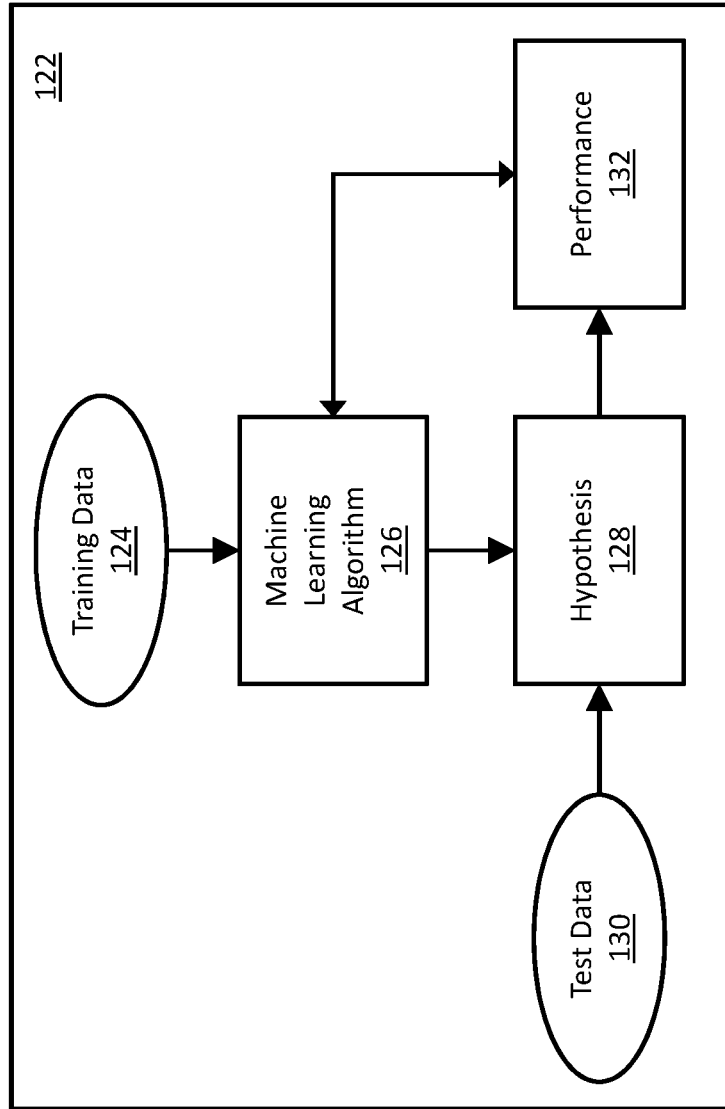 122
Training Data
124
Machine
Learning
Algorithm
126
Performance
132
Hypothesis
128
Test Data
130